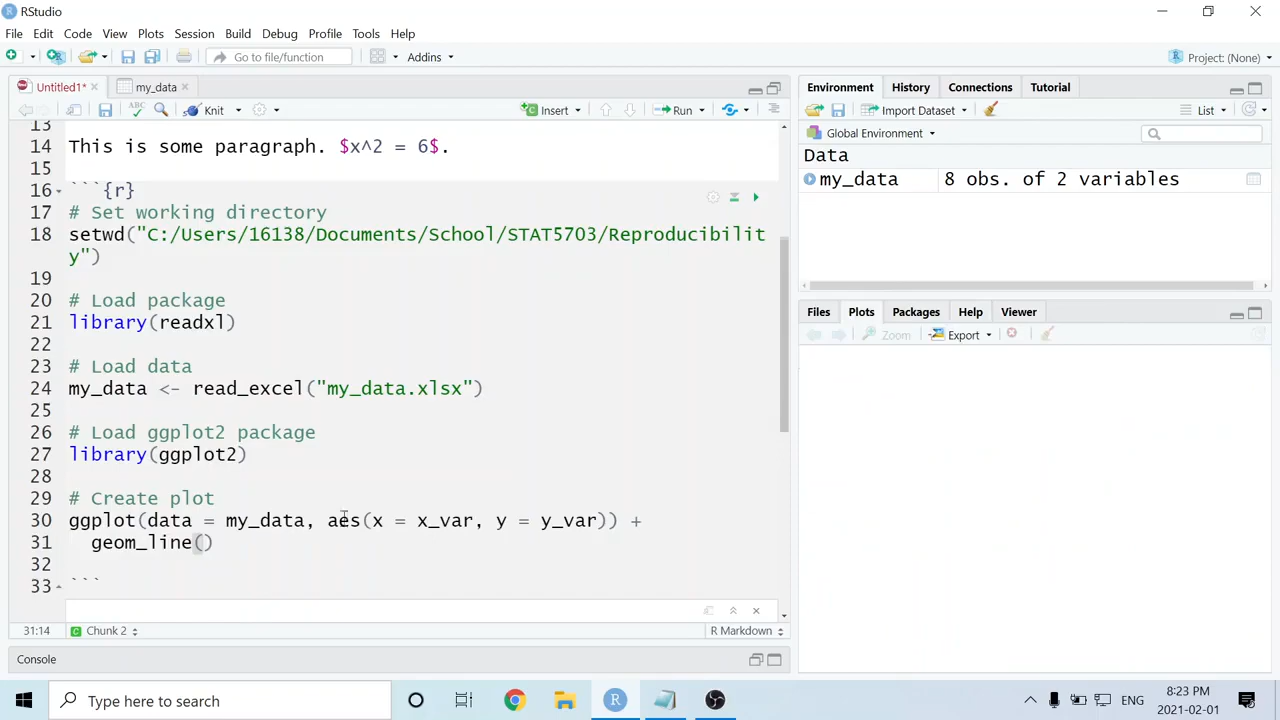 RStudio
File Edit Code View Plots Session Build Debug Profile Tools Help
Go to file/function Addins Project: (None)
Untitled1* my_data
ABC Knit Insert Run
13
14 This is some paragraph. $x^2 = 6$.
15
16 ```{r}
17 # Set working directory
18 setwd("C:/Users/16138/Documents/School/STAT5703/Reproducibilit
y")
19
20 # Load package
21 library(readxl)
22
23 # Load data
24 my_data <- read_excel("my_data.xlsx")
25
26 # Load ggplot2 package
27 library(ggplot2)
28
29 # Create plot
30 ggplot(data = my_data, aes(x = x_var, y = y_var)) +
31 geom_line()
32
33 ```
31:14 C Chunk 2 R Markdown
Console
Environment History Connections Tutorial
Import Dataset List
Global Environment
Data
my_data 8 obs. of 2 variables
Files Plots Packages Help Viewer
Zoom Export
Type here to search
ENG
8:23 PM
2021-02-01